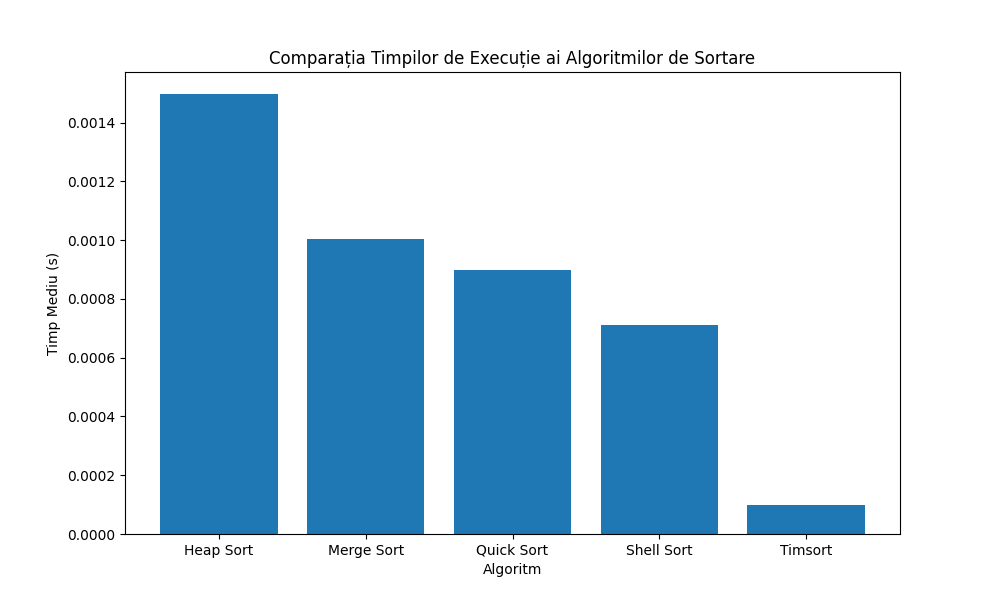 Comparația Timpilor de Execuție ai Algoritmilor de Sortare
0.0014
0.0012
0.0010
0.0008
0.0006
0.0004
0.0002
0.0000
Timp Mediu (s)
Heap Sort
Merge Sort
Quick Sort
Shell Sort
Timsort
Algoritm